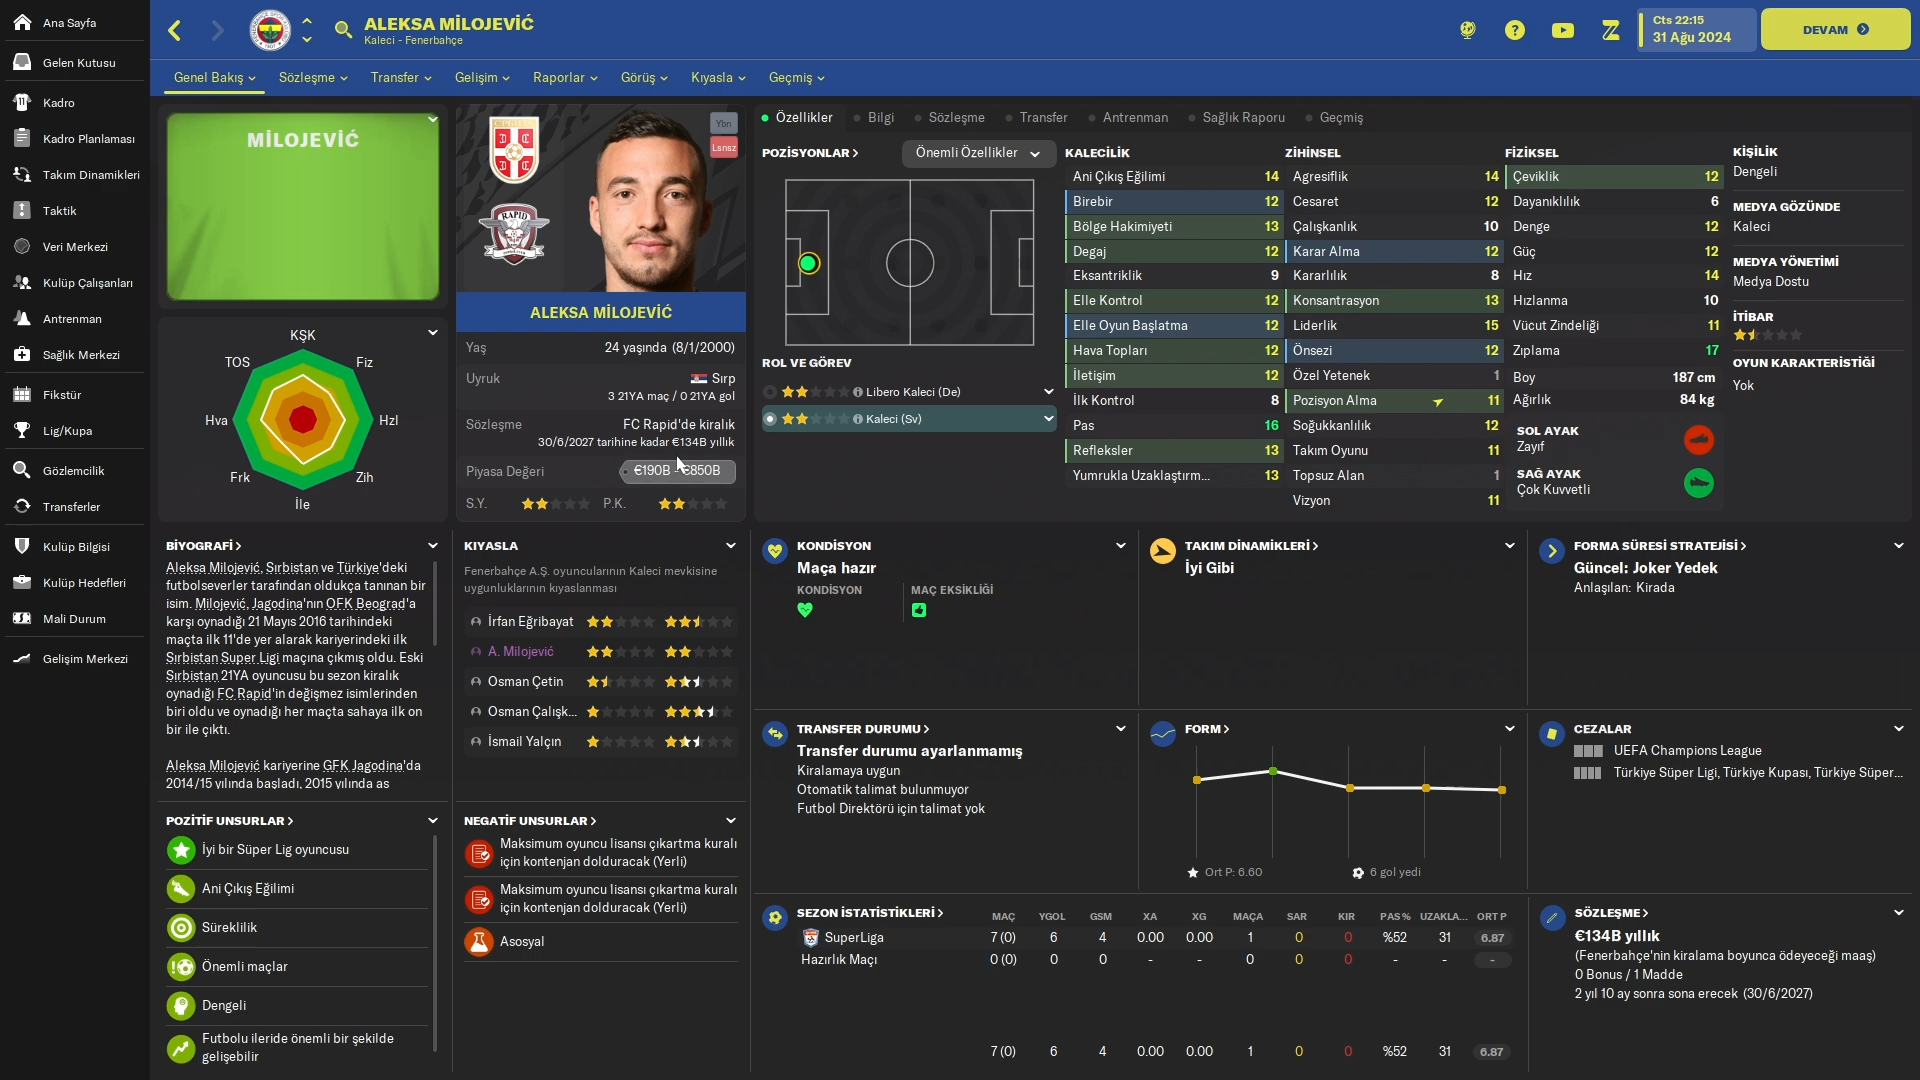 Ana Sayfa
Gelen Kutusu
Kadro
Kadro Planlaması
Takım Dinamikleri
Taktik
Veri Merkezi
Kulüp Çalışanları
Antrenman
Sağlık Merkezi
Fikstür
Lig/Kupa
Gözlemcilik
Transferler
Kulüp Bilgisi
Kulüp Hedefleri
Mali Durum
Gelişim Merkezi
ALEKSA MİLOJEVİĆ
Kaleci - Fenerbahçe
Cts 22:15
31 Ağu 2024
DEVAM
Genel Bakış
Sözleşme
Transfer
Gelişim
Raporlar
Görüş
Kıyasla
Geçmiş
MİLOJEVİĆ
KŞK
Fiz
Hzl
Zih
İle
Frk
Hva
TOS
Ybn
Lsnsz
RAPID
ALEKSA MİLOJEVİĆ
Yaş 24 yaşında (8/1/2000)
Uyruk Sırp
3 21YA maç / 0 21YA gol
Sözleşme FC Rapid'de kiralık
30/6/2027 tarihine kadar €134B yıllık
Piyasa Değeri €190B - €850B
S.Y. P.K.
Özellikler
Bilgi
Sözleşme
Transfer
Antrenman
Sağlık Raporu
Geçmiş
POZİSYONLAR
Önemli Özellikler
ROL VE GÖREV
Libero Kaleci (De)
Kaleci (Sv)
KALECİLİK
Ani Çıkış Eğilimi 14
Birebir 12
Bölge Hakimiyeti 13
Degaj 12
Eksantriklik 9
Elle Kontrol 12
Elle Oyun Başlatma 12
Hava Topları 12
İletişim 12
İlk Kontrol 8
Pas 16
Refleksler 13
Yumrukla Uzaklaştırm... 13
ZİHİNSEL
Agresiflik 14
Cesaret 12
Çalışkanlık 10
Karar Alma 12
Kararlılık 8
Konsantrasyon 13
Liderlik 15
Önsezi 12
Özel Yetenek 1
Pozisyon Alma 11
Soğukkanlılık 12
Takım Oyunu 11
Topsuz Alan 1
Vizyon 11
FİZİKSEL
Çeviklik 12
Dayanıklılık 6
Denge 12
Güç 12
Hız 14
Hızlanma 10
Vücut Zindeliği 11
Zıplama 17
Boy 187 cm
Ağırlık 84 kg
SOL AYAK
Zayıf
SAĞ AYAK
Çok Kuvvetli
KİŞİLİK
Dengeli
MEDYA GÖZÜNDE
Kaleci
MEDYA YÖNETİMİ
Medya Dostu
İTİBAR
OYUN KARAKTERİSTİĞİ
Yok
BİYOGRAFİ
Aleksa Milojević, Sırbistan ve Türkiye'deki
futbolseverler tarafından oldukça tanınan bir
isim. Milojević, Jagodina'nın OFK Beograd'a
karşı oynadığı 21 Mayıs 2016 tarihindeki
maçta ilk 11'de yer alarak kariyerindeki ilk
Sırbistan Super Ligi maçına çıkmış oldu. Eski
Sırbistan 21YA oyuncusu bu sezon kiralık
oynadığı FC Rapid'in değişmez isimlerinden
biri oldu ve oynadığı her maçta sahaya ilk on
bir ile çıktı.
Aleksa Milojević kariyerine GFK Jagodina'da
2014/15 yılında başladı, 2015 yılında as
KIYASLA
Fenerbahçe A.Ş. oyuncularının Kaleci mevkisine
uygunluklarının kıyaslanması
İrfan Eğribayat
A. Milojević
Osman Çetin
Osman Çalışk...
İsmail Yalçın
POZİTİF UNSURLAR
İyi bir Süper Lig oyuncusu
Ani Çıkış Eğilimi
Süreklilik
Önemli maçlar
Dengeli
Futbolu ileride önemli bir şekilde
gelişebilir
NEGATİF UNSURLAR
Maksimum oyuncu lisansı çıkartma kuralı
için kontenjan dolduracak (Yerli)
Maksimum oyuncu lisansı çıkartma kuralı
için kontenjan dolduracak (Yerli)
Asosyal
KONDİSYON
Maça hazır
KONDİSYON MAÇ EKSİKLİĞİ
TAKIM DİNAMİKLERİ
İyi Gibi
FORMA SÜRESİ STRATEJİSİ
Güncel: Joker Yedek
Anlaşılan: Kirada
TRANSFER DURUMU
Transfer durumu ayarlanmamış
Kiralamaya uygun
Otomatik talimat bulunmuyor
Futbol Direktörü için talimat yok
FORM
Ort P: 6.60 6 gol yedi
CEZALAR
UEFA Champions League
Türkiye Süper Ligi, Türkiye Kupası, Türkiye Süper...
SEZON İSTATİSTİKLERİ MAÇ YGOL GSM XA XG MAÇA SAR KIR PAS % UZAKLA... ORT P
SuperLiga 7 (0) 6 4 0.00 0.00 1 0 0 %52 31 6.87
Hazırlık Maçı 0 (0) 0 0 - - 0 0 0 - - -
7 (0) 6 4 0.00 0.00 1 0 0 %52 31 6.87
SÖZLEŞME
€134B yıllık
(Fenerbahçe'nin kiralama boyunca ödeyeceği maaş)
0 Bonus / 1 Madde
2 yıl 10 ay sonra sona erecek (30/6/2027)